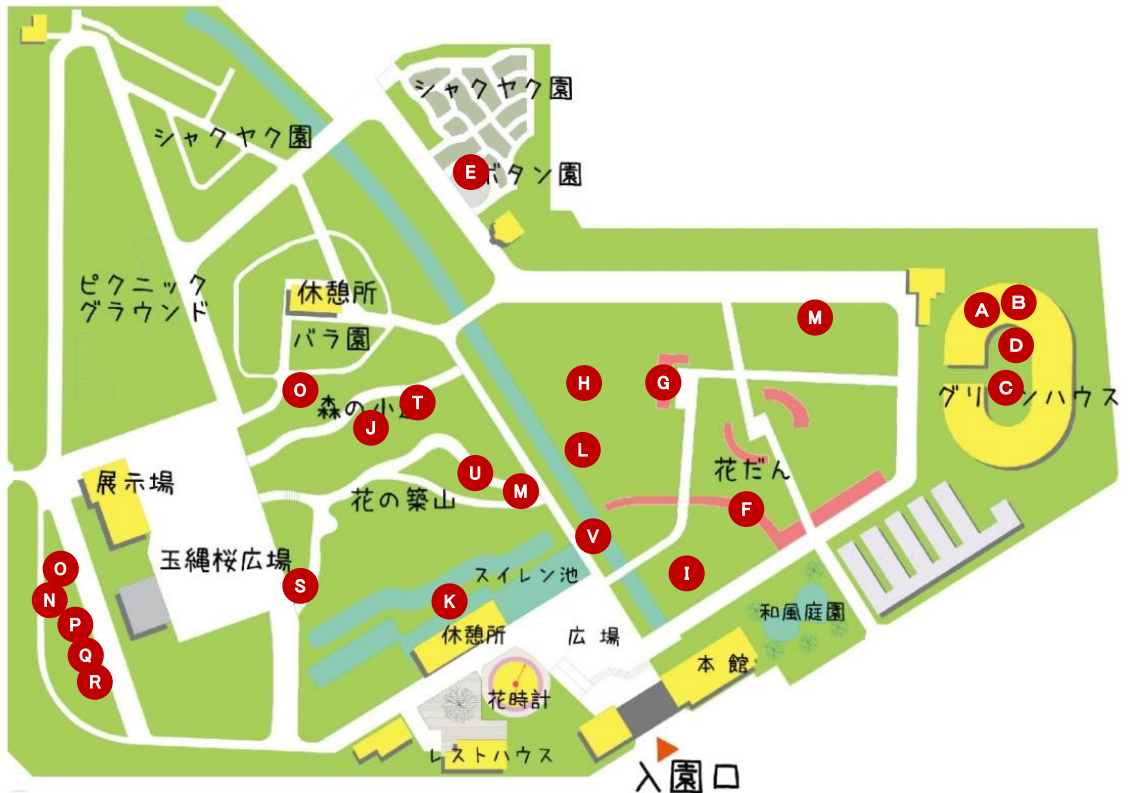 シャクヤク園
シャクヤク園
E
ボタン園
ピクニック
グラウンド
休憩所
バラ園
M
A
B
D
C
グリーンハウス
H
G
O
T
森の小
J
L
展示場
U
M
花の築山
花だん
F
V
玉縄桜広場
O
N
P
Q
R
S
スイレン池
K
I
休憩所
広場
和風庭園
本館
花時計
レストハウス
入園口